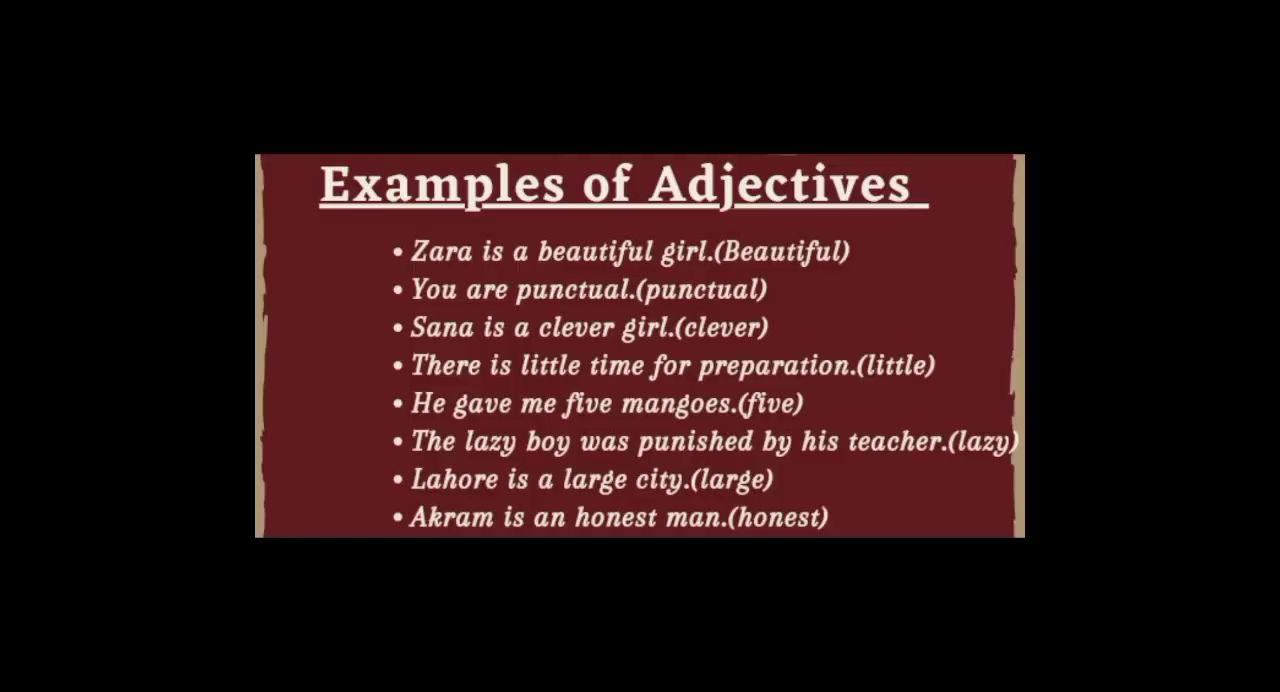 Examples of Adjectives
• Zara is a beautiful girl.(Beautiful)
• You are punctual.(punctual)
• Sana is a clever girl.(clever)
• There is little time for preparation.(little)
• He gave me five mangoes.(five)
• The lazy boy was punished by his teacher.(lazy)
• Lahore is a large city.(large)
• Akram is an honest man.(honest)